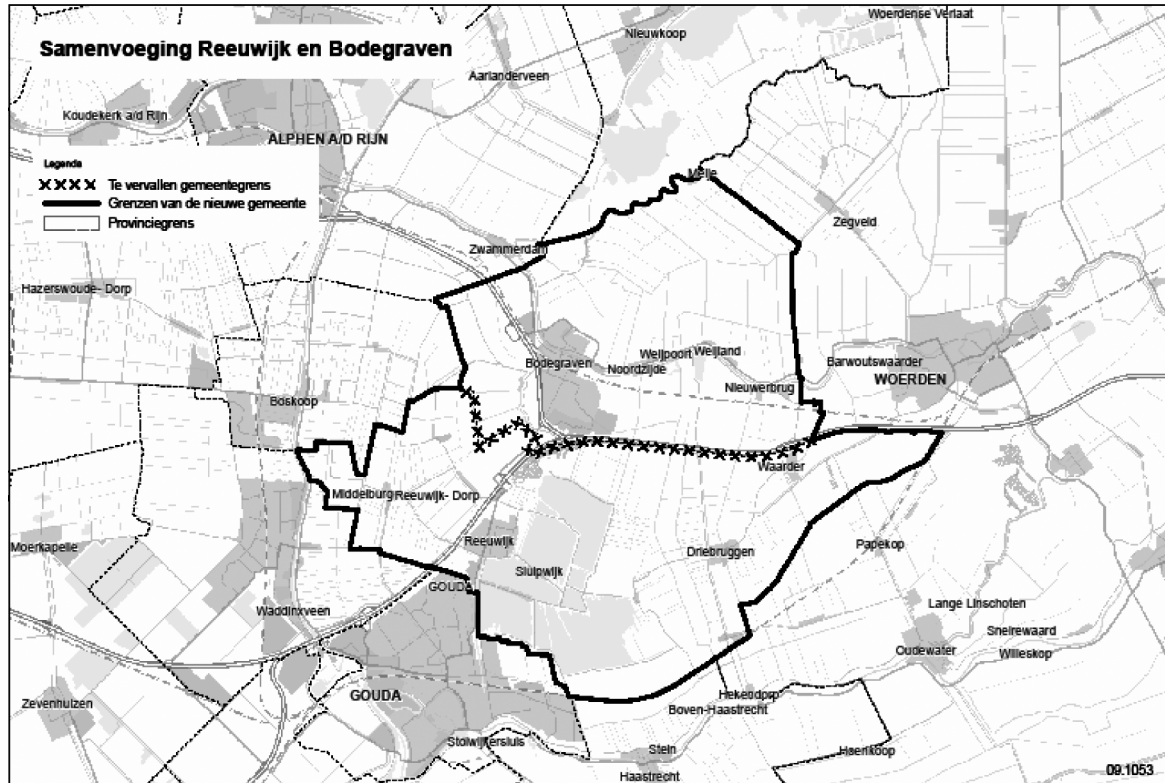 Samenvoeging Reeuwijk en Bodegraven
Legenda
Te vervallen gemeentegrens
Grenzen van de nieuwe gemeente
Provinciegrens
Woerdense Verlaat
Nieuwkoop
Aarlanderveen
Koudekerk a/d Rijn
ALPHEN A/D RIJN
Meije
Zegveld
Zwammerdam
Hazerswoude- Dorp
Bodegraven
Weijpoort
Weijland
Noordzijde
Barwoutswaarder
WOERDEN
Nieuwerbrug
Boskoop
Waarder
Middelburg
Reeuwijk- Dorp
Reeuwijk
Moerkapelle
Driebruggen
Papekop
Sluipwijk
GOUDA
Waddinxveen
Lange Linschoten
Snelrewaard
Oudewater
Willeskop
GOUDA
Zevenhuizen
Hekendorp
Boven-Haastrecht
Stolwijkersluis
Stein
Haastrecht
09.1053